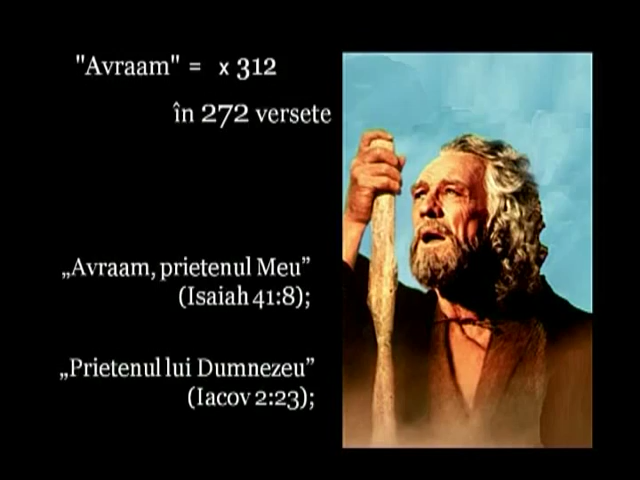 "Avraam" = x 312
în 272 versete
„Avraam, prietenul Meu”
(Isaiah 41:8);
„Prietenul lui Dumnezeu”
(Iacov 2:23);